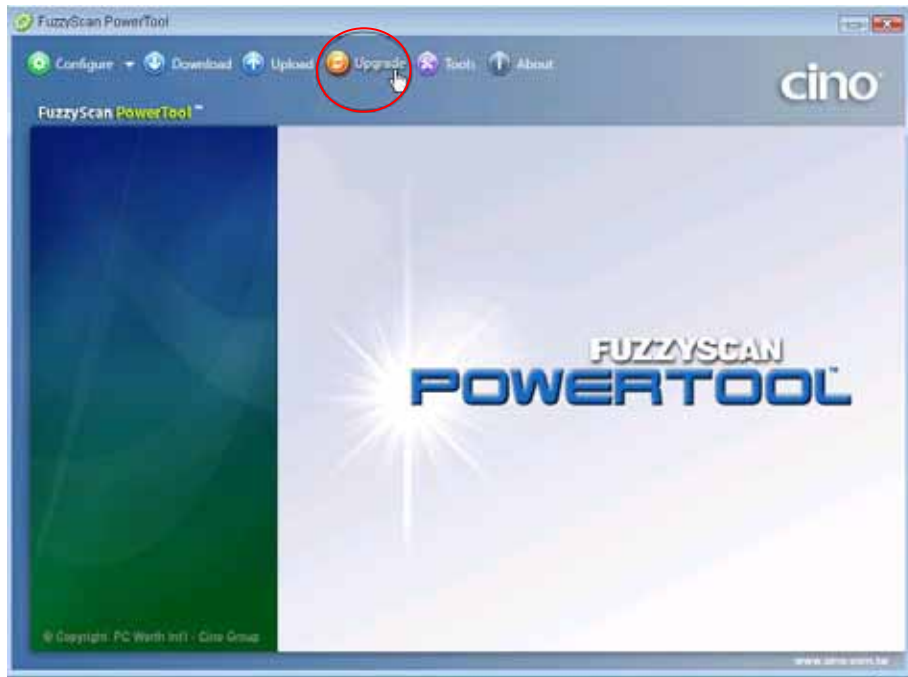 FuzzyScan PowerTool
Configure Download Upload Upgrade Tools About
cino
FuzzyScan PowerTool™
FUZZYSCAN
POWERTOOL™
© Copyright PC Worth Int'l - Cino Group
www.cino.com.tw